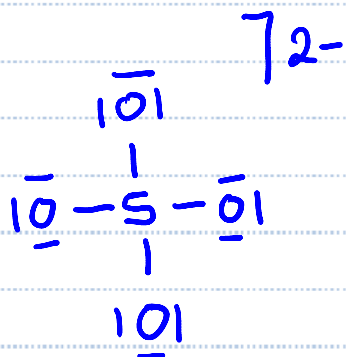 ⌉ 2-
|O|
|
|O – S – O|
|
|O|